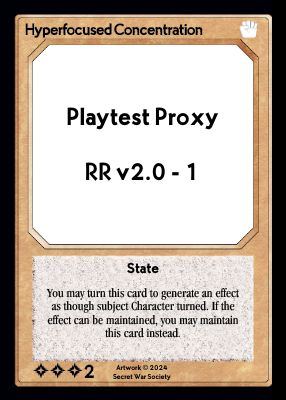 Hyperfocused Concentration
Playtest Proxy
RR v2.0 - 1
State
You may turn this card to generate an effect
as though subject Character turned. If the
effect can be maintained, you may maintain
this card instead.
2
Artwork © 2024
Secret War Society